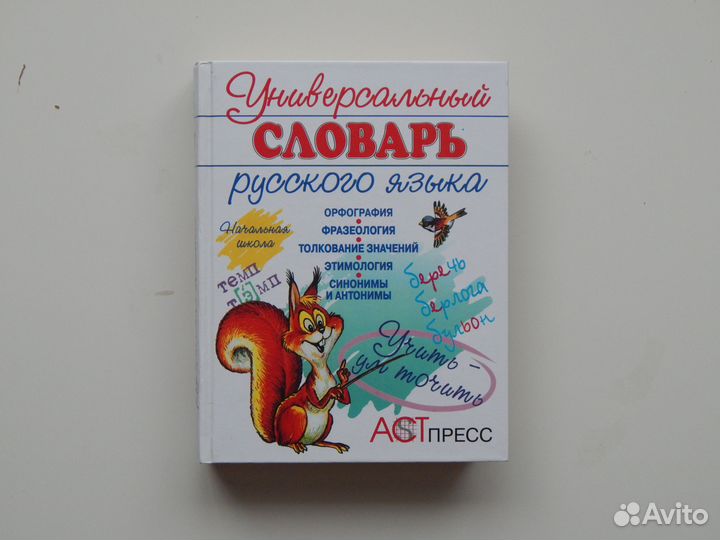 Универсальный
СЛОВАРЬ
русского языка
Начальная
школа
ОРФОГРАФИЯ
ФРАЗЕОЛОГИЯ
ТОЛКОВАНИЕ ЗНАЧЕНИЙ
ЭТИМОЛОГИЯ
СИНОНИМЫ
И АНТОНИМЫ
темп
т[э]мп
беречь
берлога
бульон
Учить –
ум точить
АСТ ПРЕСС
Avito